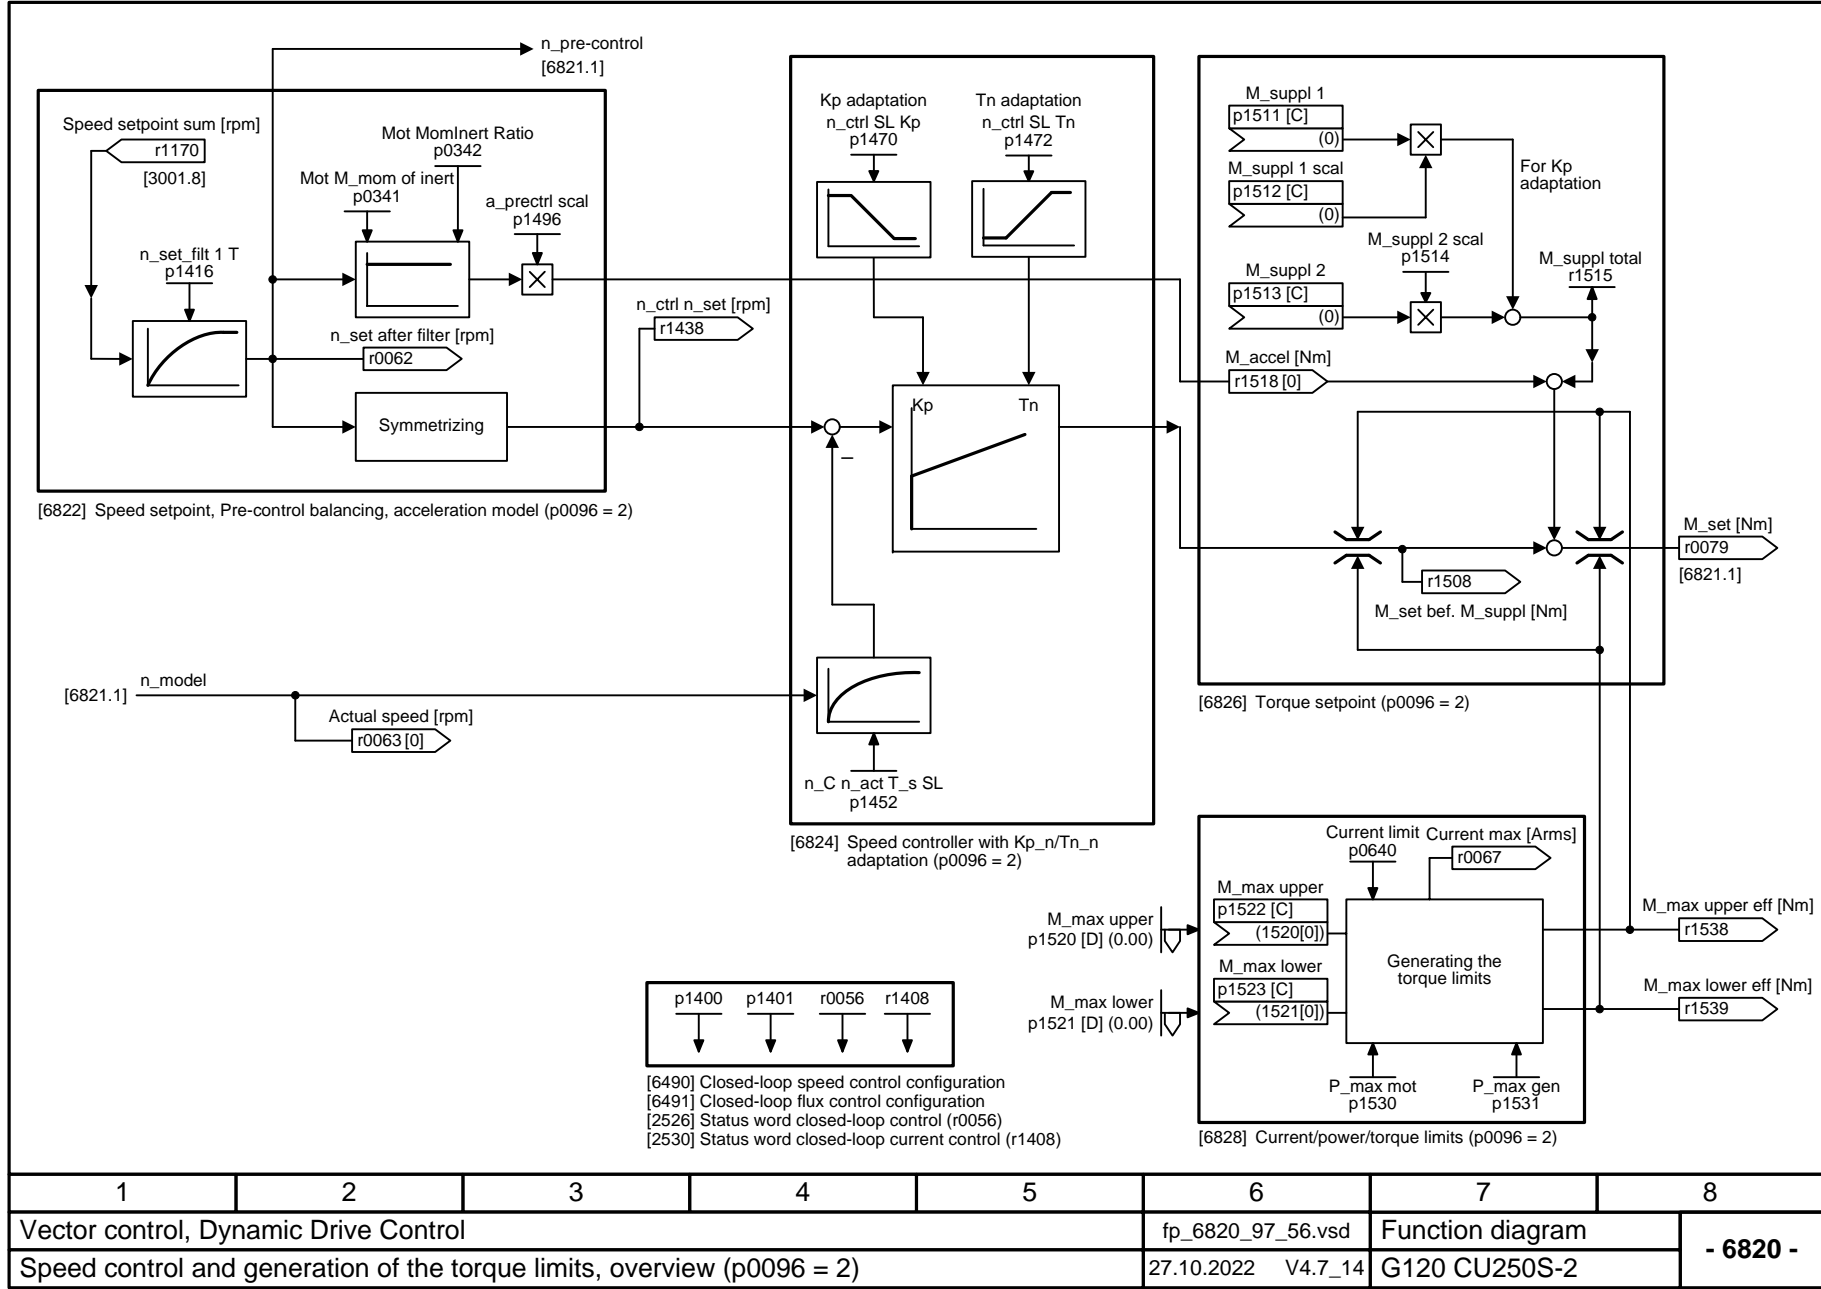 n_pre-control
[6821.1]
Speed setpoint sum [rpm]
r1170
[3001.8]
Mot MomInert Ratio
p0342
Mot M_mom of inert
p0341
a_prectrl scal
p1496
n_set_filt 1 T
p1416
n_set after filter [rpm]
r0062
Symmetrizing
[6822] Speed setpoint, Pre-control balancing, acceleration model (p0096 = 2)
n_ctrl n_set [rpm]
r1438
Kp adaptation
n_ctrl SL Kp
p1470
Tn adaptation
n_ctrl SL Tn
p1472
Kp
Tn
–
[6821.1]
n_model
Actual speed [rpm]
r0063 [0]
n_C n_act T_s SL
p1452
[6824] Speed controller with Kp_n/Tn_n
adaptation (p0096 = 2)
M_suppl 1
p1511 [C]
(0)
M_suppl 1 scal
p1512 [C]
(0)
For Kp
adaptation
M_suppl 2 scal
p1514
M_suppl 2
p1513 [C]
(0)
M_suppl total
r1515
M_accel [Nm]
r1518 [0]
r1508
M_set bef. M_suppl [Nm]
M_set [Nm]
r0079
[6821.1]
[6826] Torque setpoint (p0096 = 2)
Current limit
p0640
Current max [Arms]
r0067
M_max upper
p1520 [D] (0.00)
M_max upper
p1522 [C]
(1520[0])
M_max lower
p1521 [D] (0.00)
M_max lower
p1523 [C]
(1521[0])
Generating the
torque limits
M_max upper eff [Nm]
r1538
M_max lower eff [Nm]
r1539
P_max mot
p1530
P_max gen
p1531
[6828] Current/power/torque limits (p0096 = 2)
p1400 p1401 r0056 r1408
[6490] Closed-loop speed control configuration
[6491] Closed-loop flux control configuration
[2526] Status word closed-loop control (r0056)
[2530] Status word closed-loop current control (r1408)
1 2 3 4 5 6 7 8
Vector control, Dynamic Drive Control
fp_6820_97_56.vsd
Function diagram
- 6820 -
Speed control and generation of the torque limits, overview (p0096 = 2)
27.10.2022 V4.7_14
G120 CU250S-2